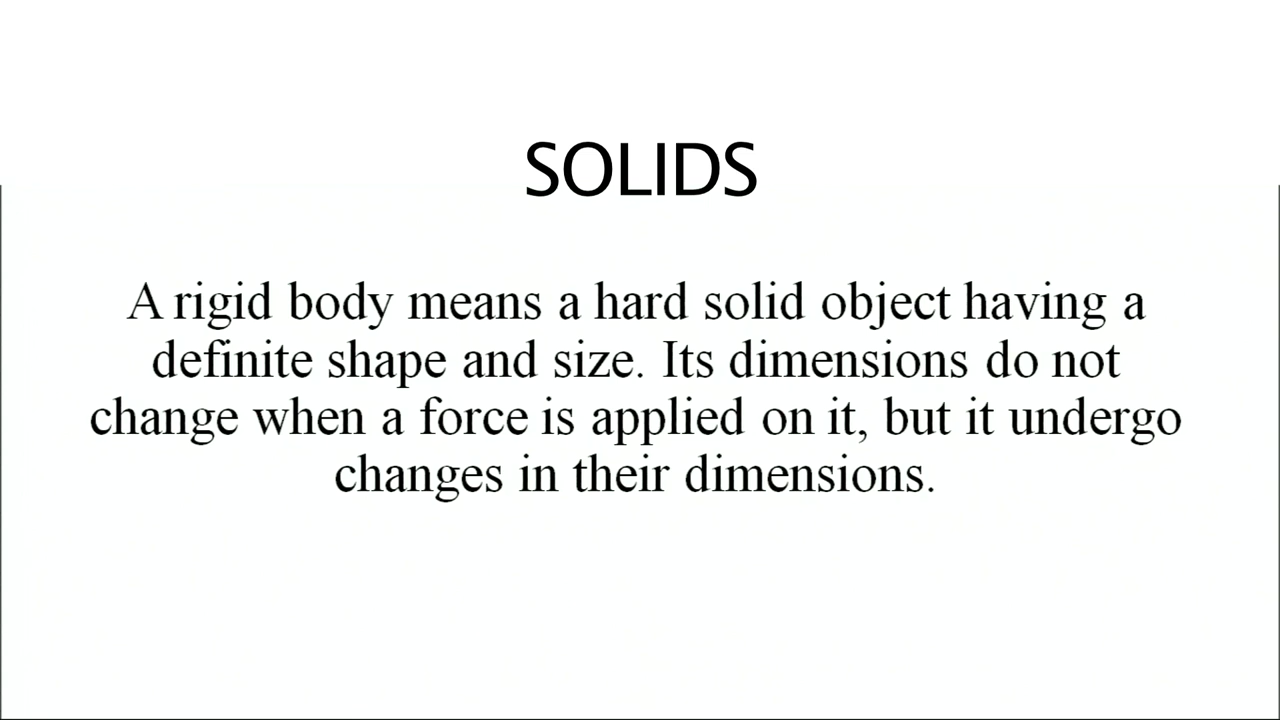 SOLIDS
A rigid body means a hard solid object having a
definite shape and size. Its dimensions do not
change when a force is applied on it, but it undergo
changes in their dimensions.